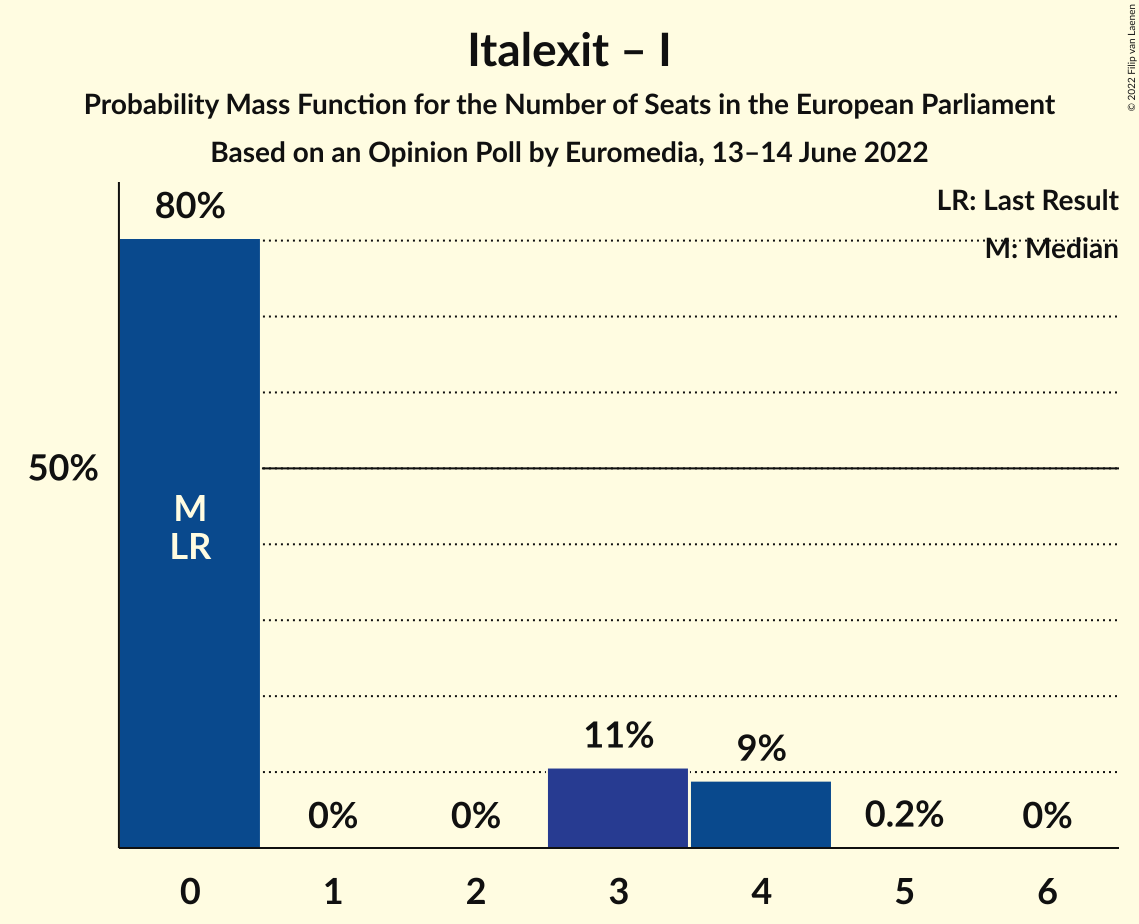 Italexit – I
Probability Mass Function for the Number of Seats in the European Parliament
Based on an Opinion Poll by Euromedia, 13–14 June 2022
© 2022 Filip van Laenen
LR: Last Result
M: Median
80%
50%
M
LR
0%
0%
11%
9%
0.2%
0%
0
1
2
3
4
5
6